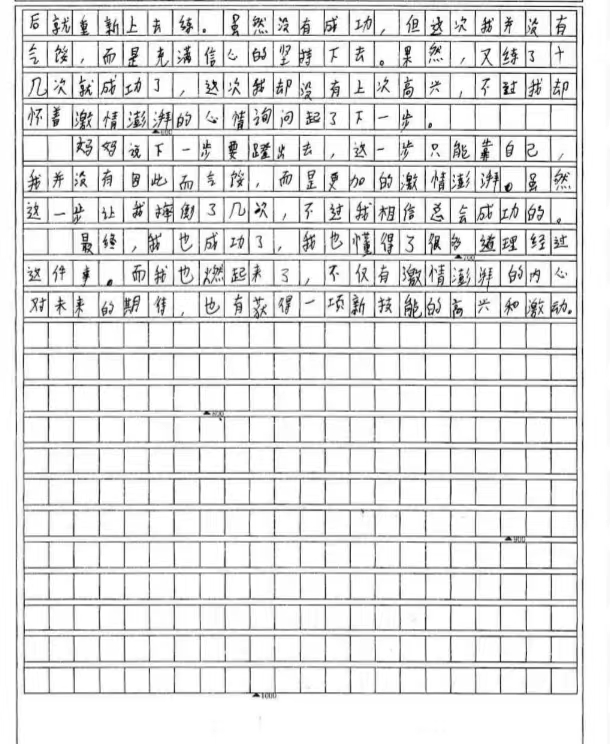 后就重新上去练。虽然没有成功，但这次我并没有
气馁，而是充满信心的坚持下去。果然，又练了十
几次就成功了，这次我却没有上次高兴，不过我却
怀着激情澎湃的心情询问起了下一步。
▲600
妈妈说下一步要蹬出去，这一步只能靠自己，
我并没有因此而气馁，而是更加的激情澎湃。虽然
这一步让我摔倒了几次，不过我相信总会成功的。
最终，我也成功了，我也懂得了很多道理经过
▲700
这件事。而我也燃起来了，不仅有激情澎湃的内心
对未来的期待，也有获得一项新技能的高兴和激动。
▲800
▲900
▲1000